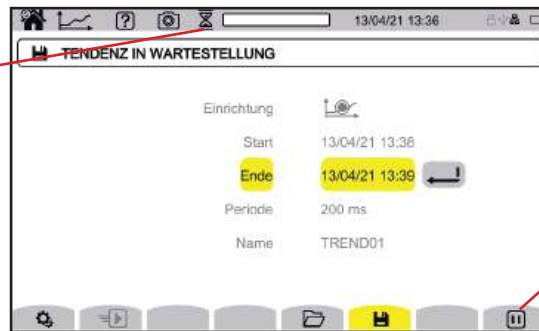 13/04/21 13:36
TENDENZ IN WARTESTELLUNG
Einrichtung
Start 13/04/21 13:38
Ende 13/04/21 13:39
Periode 200 ms
Name TREND01